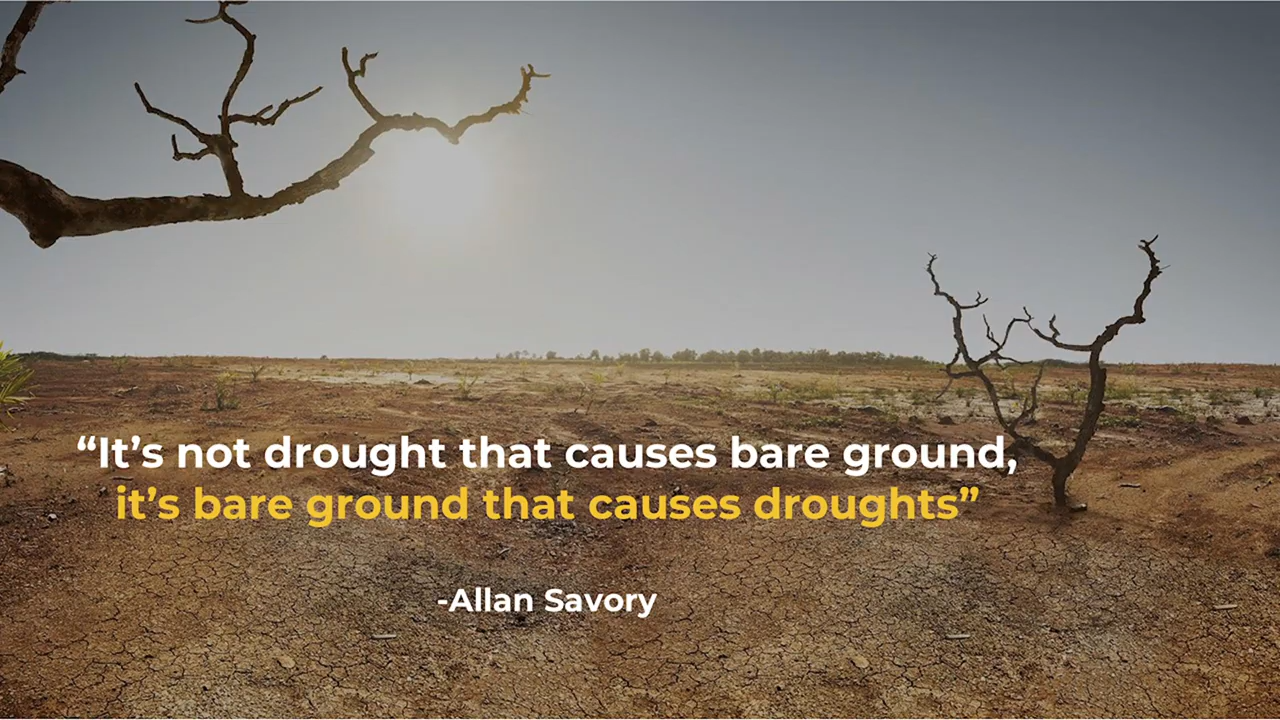 “It’s not drought that causes bare ground,
it’s bare ground that causes droughts”
-Allan Savory